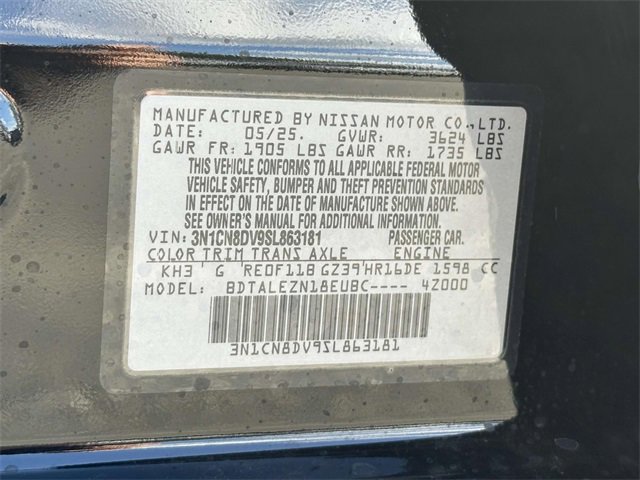 MANUFACTURED BY NISSAN MOTOR CO.,LTD.
DATE: 05/25. GVWR: 3624 LBS
GAWR FR: 1905 LBS GAWR RR: 1735 LBS
THIS VEHICLE CONFORMS TO ALL APPLICABLE FEDERAL MOTOR
VEHICLE SAFETY, BUMPER AND THEFT PREVENTION STANDARDS
IN EFFECT ON THE DATE OF MANUFACTURE SHOWN ABOVE.
SEE OWNER'S MANUAL FOR ADDITIONAL INFORMATION.
VIN: 3N1CN8DV9SL863181 PASSENGER CAR.
COLOR TRIM TRANS AXLE ENGINE
KH3 G RE0F11B GZ39 HR16DE 1598 CC
MODEL: BDTALEZN18EUBC---- 4Z000
3N1CN8DV9SL863181